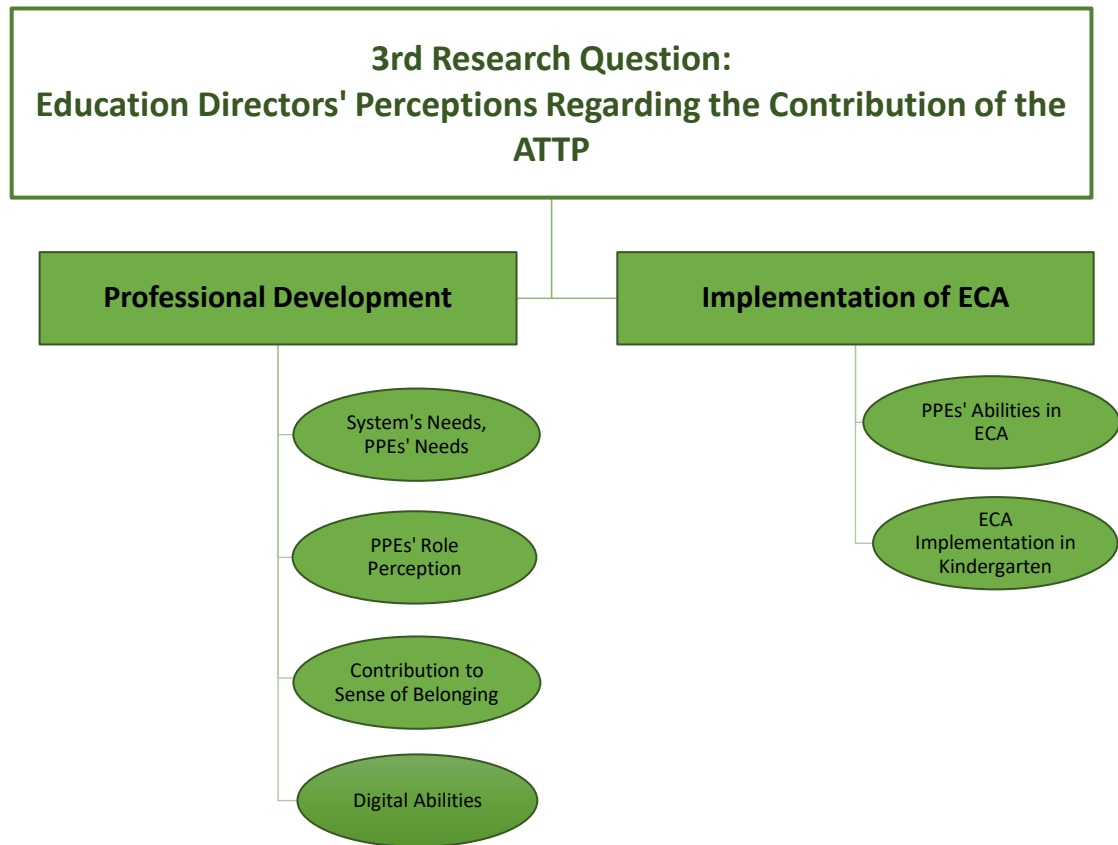 3rd Research Question:
Education Directors' Perceptions Regarding the Contribution of the
ATTP
Professional Development
Implementation of ECA
System's Needs,
PPEs' Needs
PPEs' Role
Perception
Contribution to
Sense of Belonging
Digital Abilities
PPEs' Abilities in
ECA
ECA
Implementation in
Kindergarten